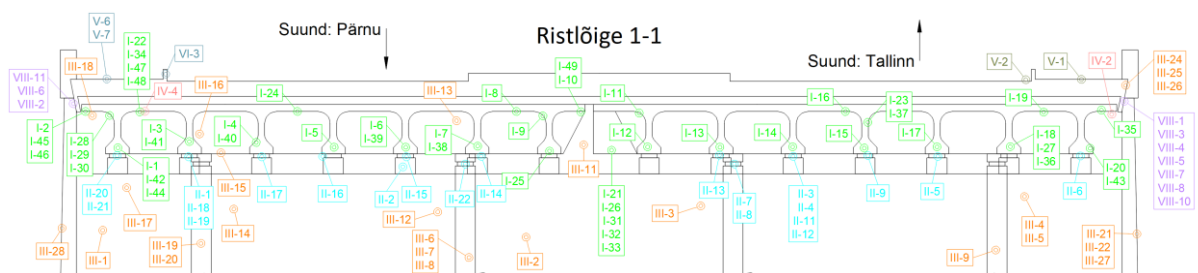 Ristlõige 1-1
Suund: Pärnu
Suund: Tallinn
V-6
V-7
VI-3
I-22
I-34
I-47
I-48
III-18
IV-4
VIII-11
VIII-6
VIII-2
III-16
I-24
III-13
I-8
I-49
I-10
I-11
I-16
I-23
I-37
V-2
V-1
I-19
IV-2
III-24
III-25
III-26
I-2
I-45
I-46
I-28
I-29
I-30
I-3
I-41
I-4
I-40
I-5
I-6
I-39
I-7
I-38
I-9
I-12
I-13
I-14
I-15
I-17
I-18
I-27
I-36
I-35
VIII-1
VIII-3
VIII-4
VIII-5
VIII-7
VIII-8
VIII-10
I-1
I-42
I-44
III-15
III-11
I-25
I-20
I-43
II-20
II-21
II-1
II-18
II-19
II-17
II-16
II-2
II-15
II-22
II-14
I-21
I-26
I-31
I-32
I-33
II-13
II-7
II-8
II-3
II-4
II-11
II-12
II-9
II-5
II-6
III-17
III-14
III-12
III-3
III-4
III-5
III-28
III-1
III-19
III-20
III-6
III-7
III-8
III-2
III-9
III-21
III-22
III-27